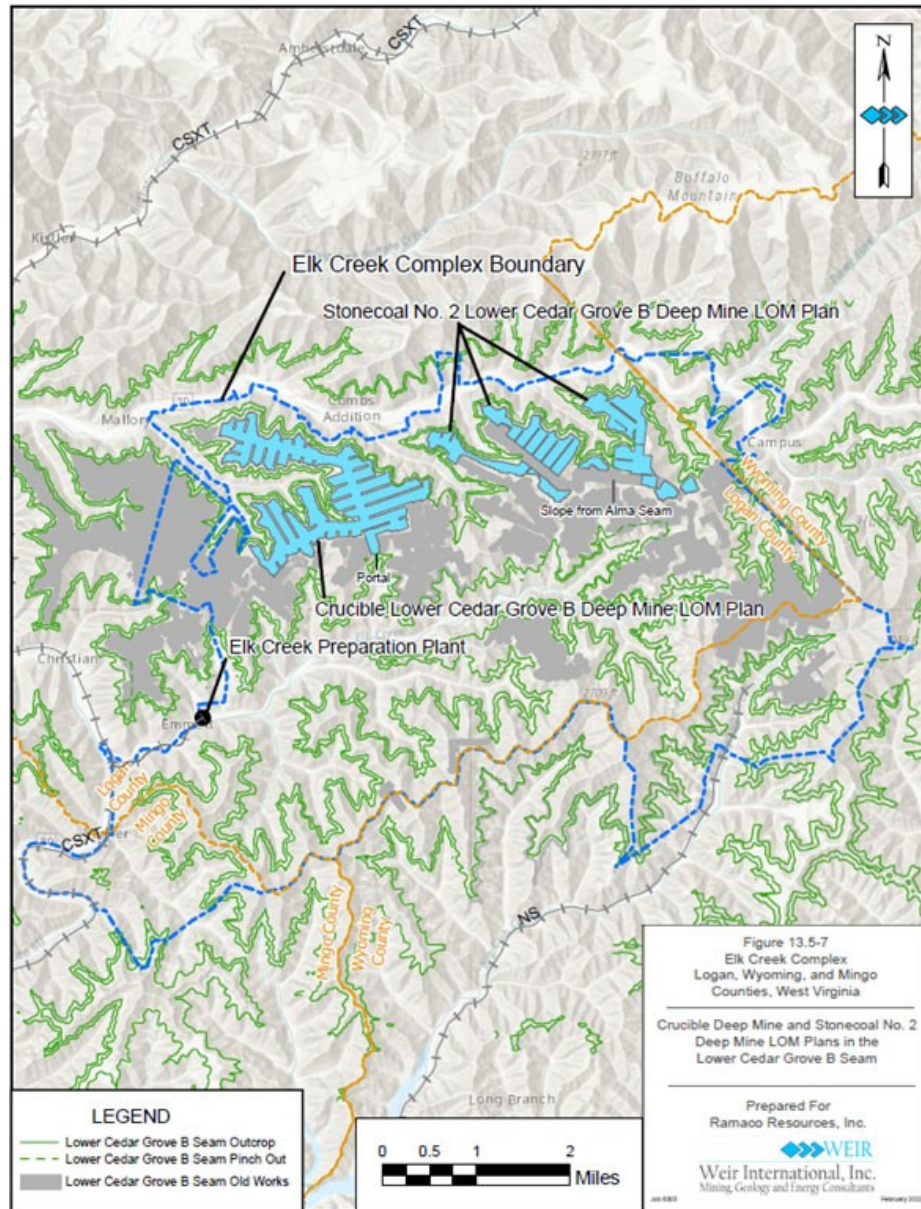 CSXT
Amherstdale
N
CSXT
2797 ft
Buffalo
Mountain
Kistler
Elk Creek Complex Boundary
Stonecoal No. 2 Lower Cedar Grove B Deep Mine LOM Plan
Mallory
10
Combs
Addition
Campus
Wyoming County
Logan County
Slope from Alma Seam
Portal
Crucible Lower Cedar Grove B Deep Mine LOM Plan
Elk Creek Preparation Plant
Christian
2709 ft
Logan
County
Mingo
County
CSXT
NS
Mingo County
Wyoming
County
Long Branch
Figure 13.5-7
Elk Creek Complex
Logan, Wyoming, and Mingo
Counties, West Virginia
Crucible Deep Mine and Stonecoal No. 2
Deep Mine LOM Plans in the
Lower Cedar Grove B Seam
Prepared For
Ramaco Resources, Inc.
WEIR
Weir International, Inc.
Mining, Geology and Energy Consultants
LEGEND
Lower Cedar Grove B Seam Outcrop
Lower Cedar Grove B Seam Pinch Out
Lower Cedar Grove B Seam Old Works
0 0.5 1 2
Miles